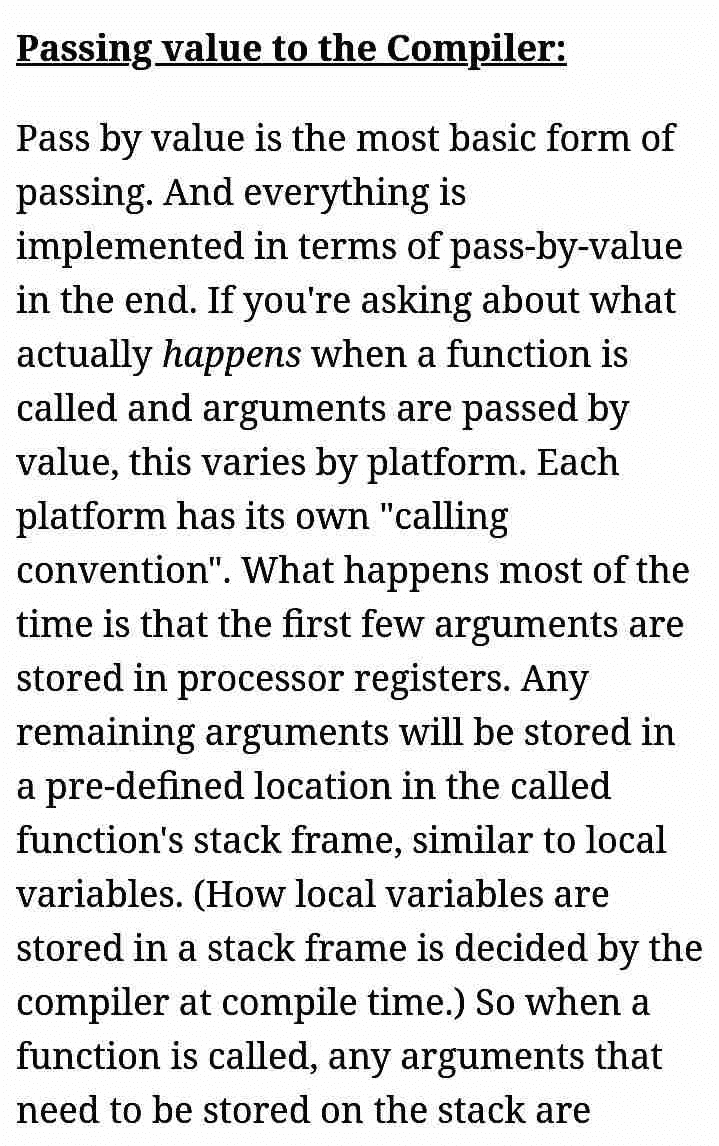 Passing value to the Compiler:
Pass by value is the most basic form of
passing. And everything is
implemented in terms of pass-by-value
in the end. If you're asking about what
actually happens when a function is
called and arguments are passed by
value, this varies by platform. Each
platform has its own "calling
convention". What happens most of the
time is that the first few arguments are
stored in processor registers. Any
remaining arguments will be stored in
a pre-defined location in the called
function's stack frame, similar to local
variables. (How local variables are
stored in a stack frame is decided by the
compiler at compile time.) So when a
function is called, any arguments that
need to be stored on the stack are